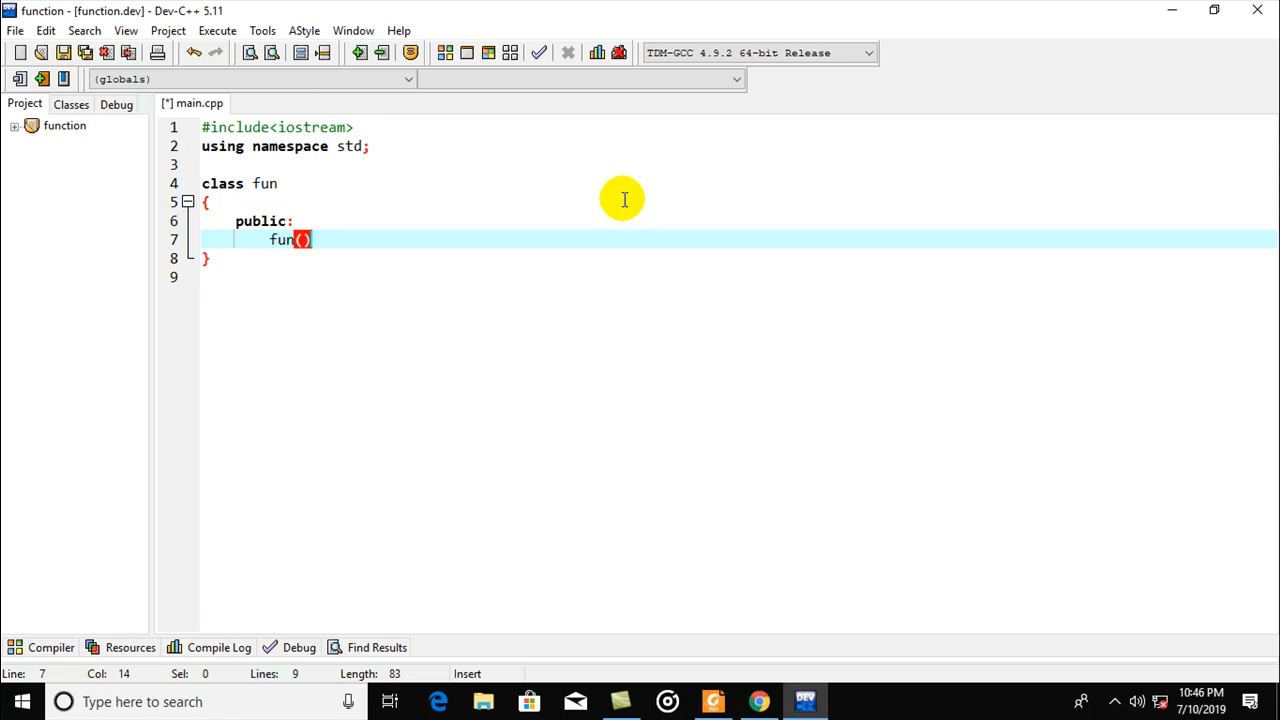 function - [function.dev] - Dev-C++ 5.11
File Edit Search View Project Execute Tools AStyle Window Help
TDM-GCC 4.9.2 64-bit Release
(globals)
Project Classes Debug
[*] main.cpp
function
1 #include<iostream>
2 using namespace std;
3
4 class fun
5 {
6 public:
7 fun()
8 }
9
Compiler Resources Compile Log Debug Find Results
Line: 7 Col: 14 Sel: 0 Lines: 9 Length: 83 Insert
DEV
Type here to search
10:46 PM
7/10/2019